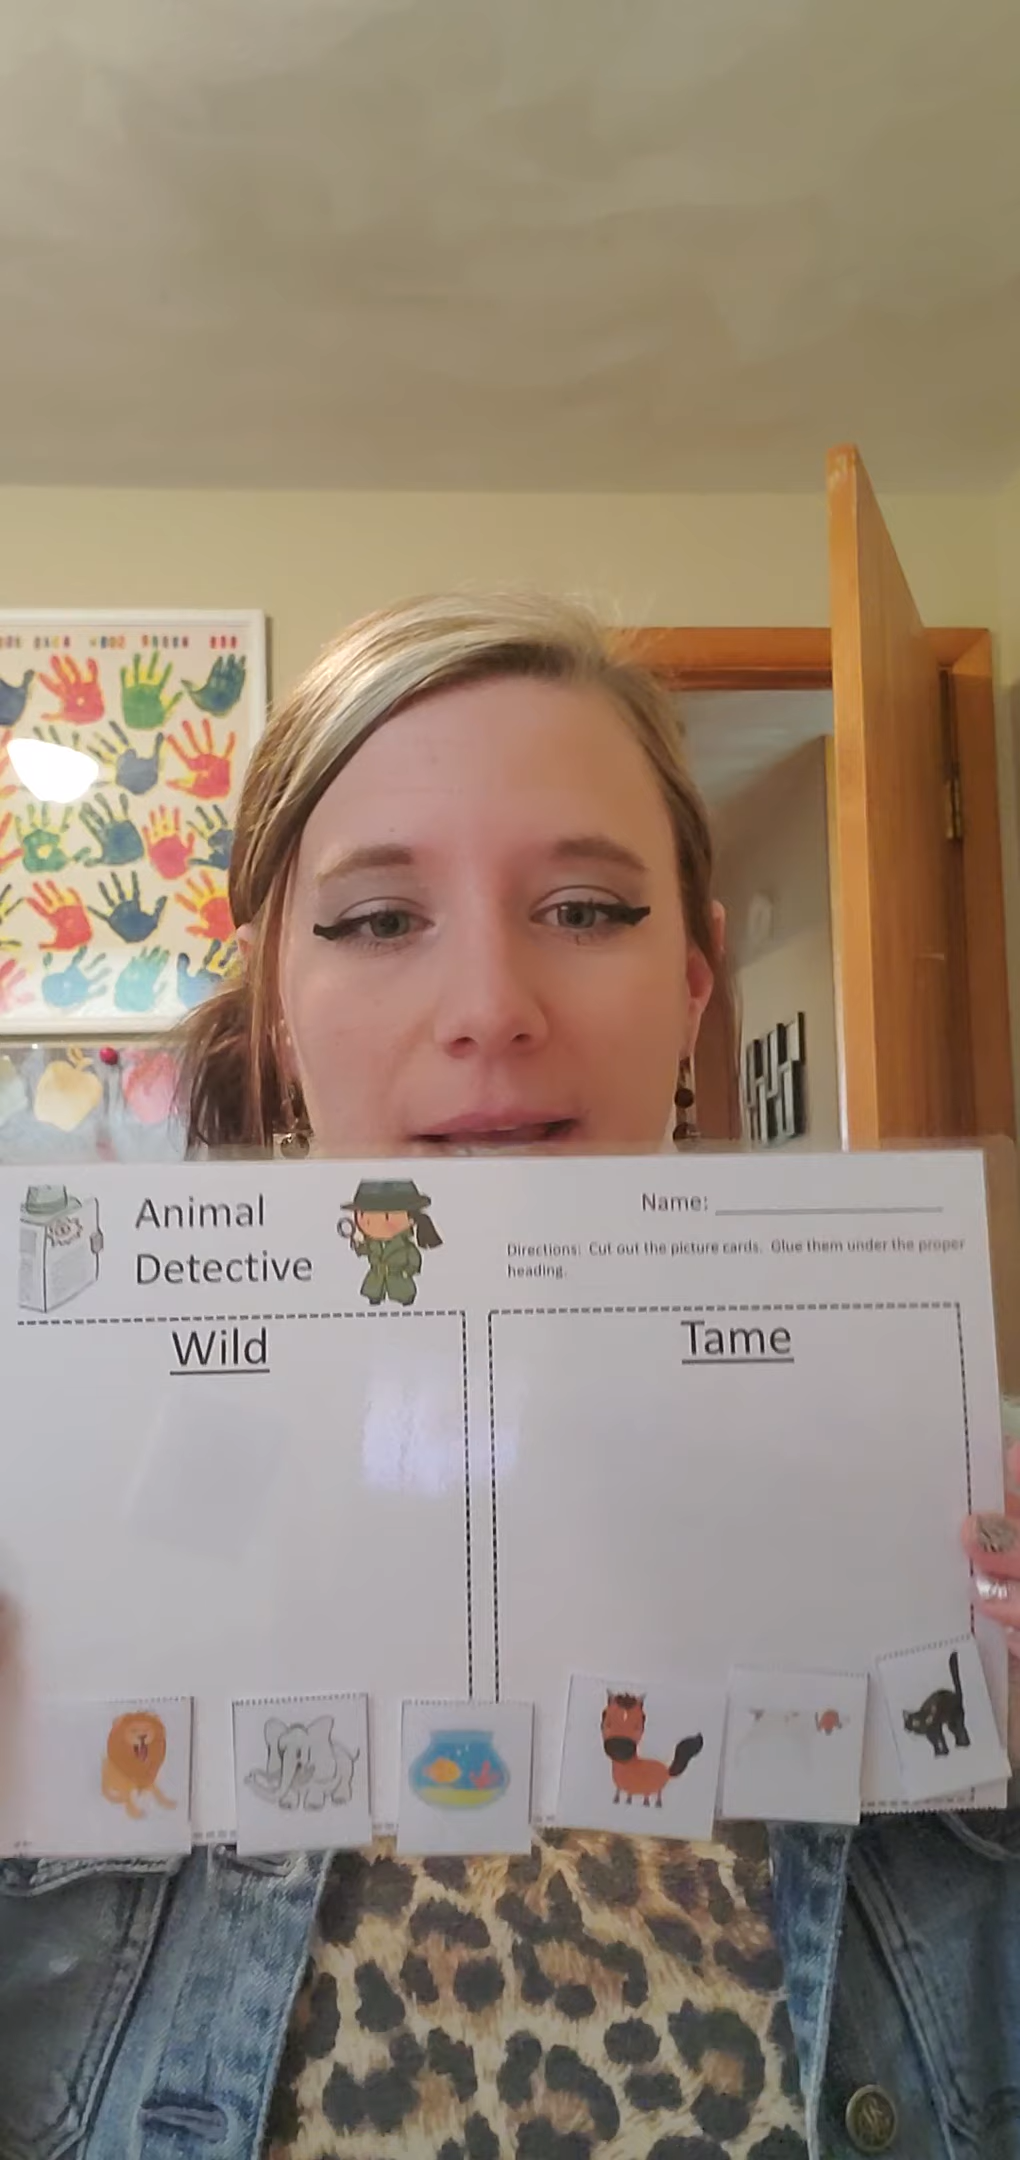 Animal
Detective
Name:
Directions: Cut out the picture cards. Glue them under the proper
heading.
Wild
Tame